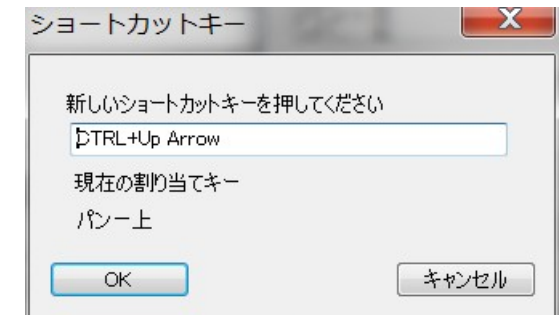 ショートカットキー
新しいショートカットキーを押してください
CTRL+Up Arrow
現在の割り当てキー
パン－上
OK
キャンセル